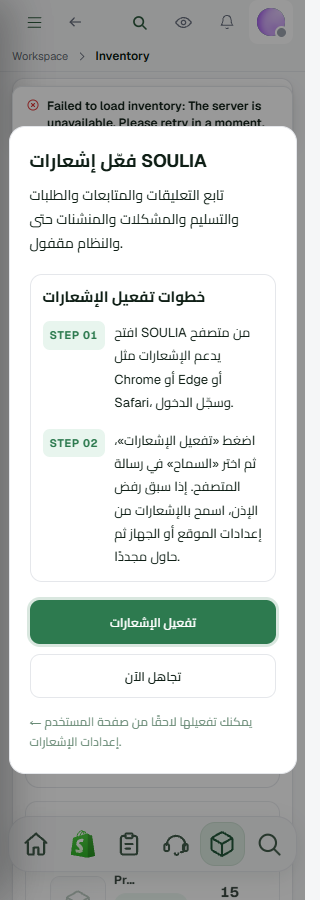 Workspace > Inventory
Failed to load inventory: The server is
unavailable. Please retry in a moment.
فعّل إشعارات SOULIA
تابع التعليقات والمتابعات والطلبات
والتسليم والمشكلات والمنشنات حتى
والنظام مقفول.
خطوات تفعيل الإشعارات
STEP 01
افتح SOULIA من متصفح
يدعم الإشعارات مثل
Chrome أو Edge أو
Safari، وسجّل الدخول.
STEP 02
اضغط «تفعيل الإشعارات»،
ثم اختر «السماح» في رسالة
المتصفح. إذا سبق رفض
الإذن، اسمح بالإشعارات من
إعدادات الموقع أو الجهاز ثم
حاول مجددًا.
تفعيل الإشعارات
تجاهل الآن
يمكنك تفعيلها لاحقًا من صفحة المستخدم ←
إعدادات الإشعارات.
Pr...
15